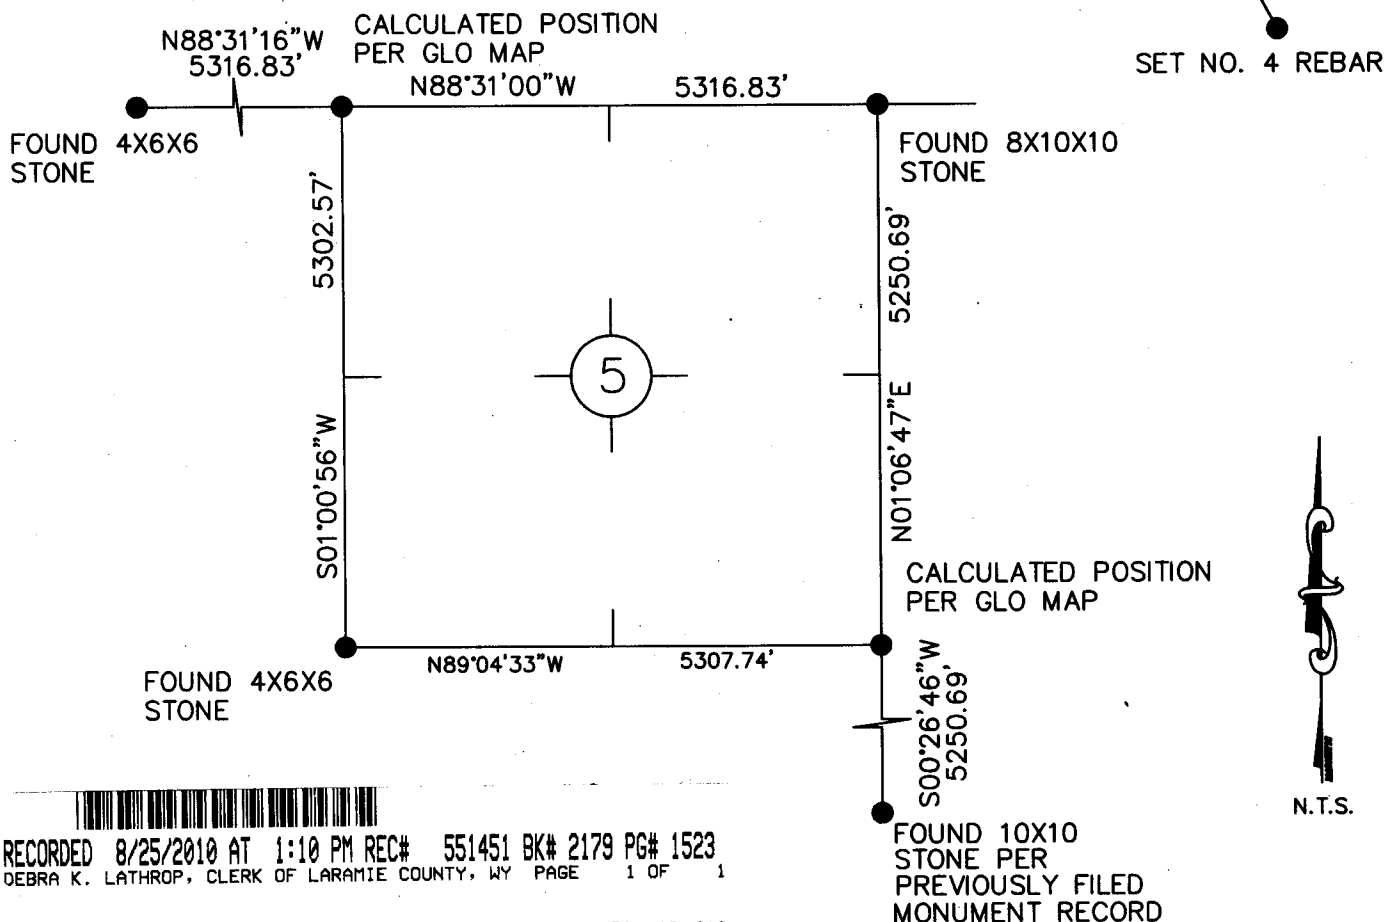 N88°31'16"W
5316.83'
CALCULATED POSITION
PER GLO MAP
N88°31'00"W
5316.83'
SET NO. 4 REBAR
FOUND 4X6X6
STONE
FOUND 8X10X10
STONE
5302.57'
5250.69'
5
S01°00'56"W
N01°06'47"E
CALCULATED POSITION
PER GLO MAP
N89°04'33"W
5307.74'
FOUND 4X6X6
STONE
S00°26'46"W
5250.69'
N.T.S.
FOUND 10X10
STONE PER
PREVIOUSLY FILED
MONUMENT RECORD
RECORDED 8/25/2010 AT 1:10 PM REC# 551451 BK# 2179 PG# 1523
DEBRA K. LATHROP, CLERK OF LARAMIE COUNTY, WY PAGE 1 OF 1